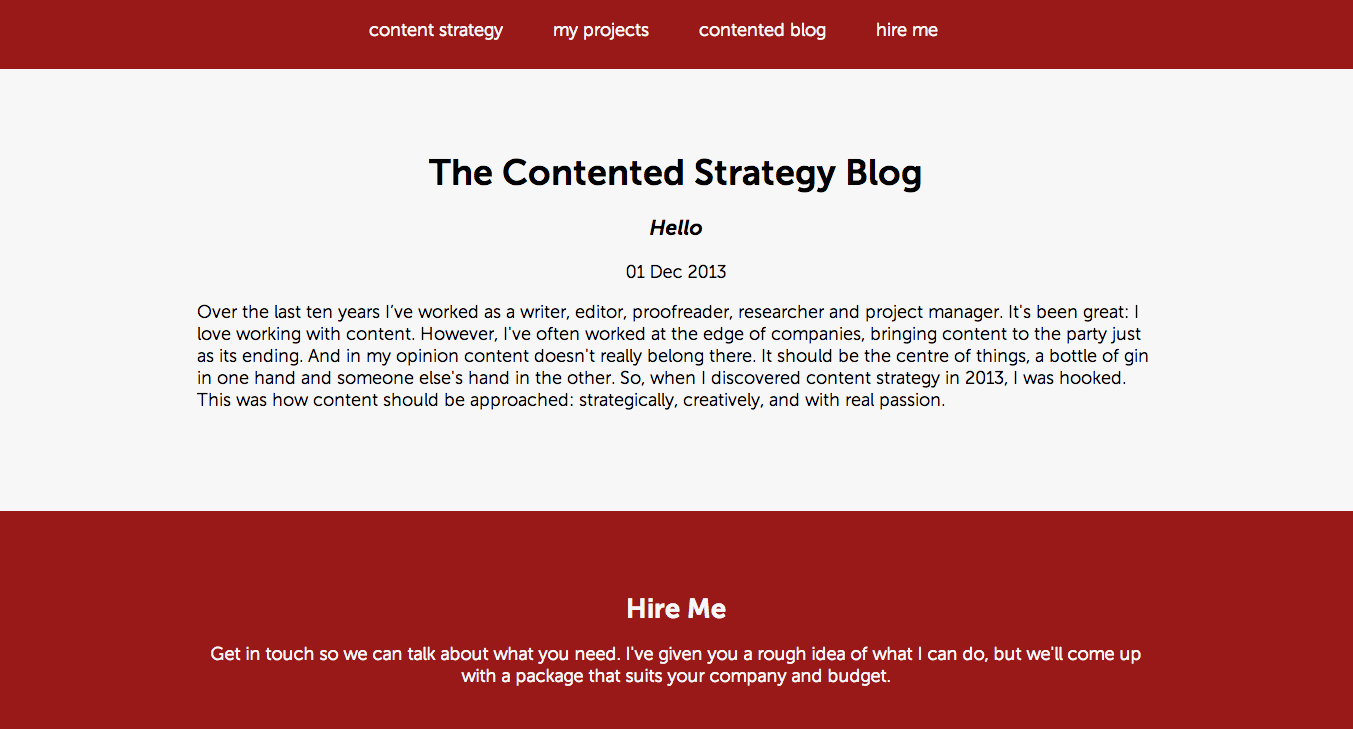 content strategy my projects contented blog hire me
The Contented Strategy Blog
Hello
01 Dec 2013
Over the last ten years I’ve worked as a writer, editor, proofreader, researcher and project manager. It's been great: I
love working with content. However, I've often worked at the edge of companies, bringing content to the party just
as its ending. And in my opinion content doesn't really belong there. It should be the centre of things, a bottle of gin
in one hand and someone else's hand in the other. So, when I discovered content strategy in 2013, I was hooked.
This was how content should be approached: strategically, creatively, and with real passion.
Hire Me
Get in touch so we can talk about what you need. I've given you a rough idea of what I can do, but we'll come up
with a package that suits your company and budget.